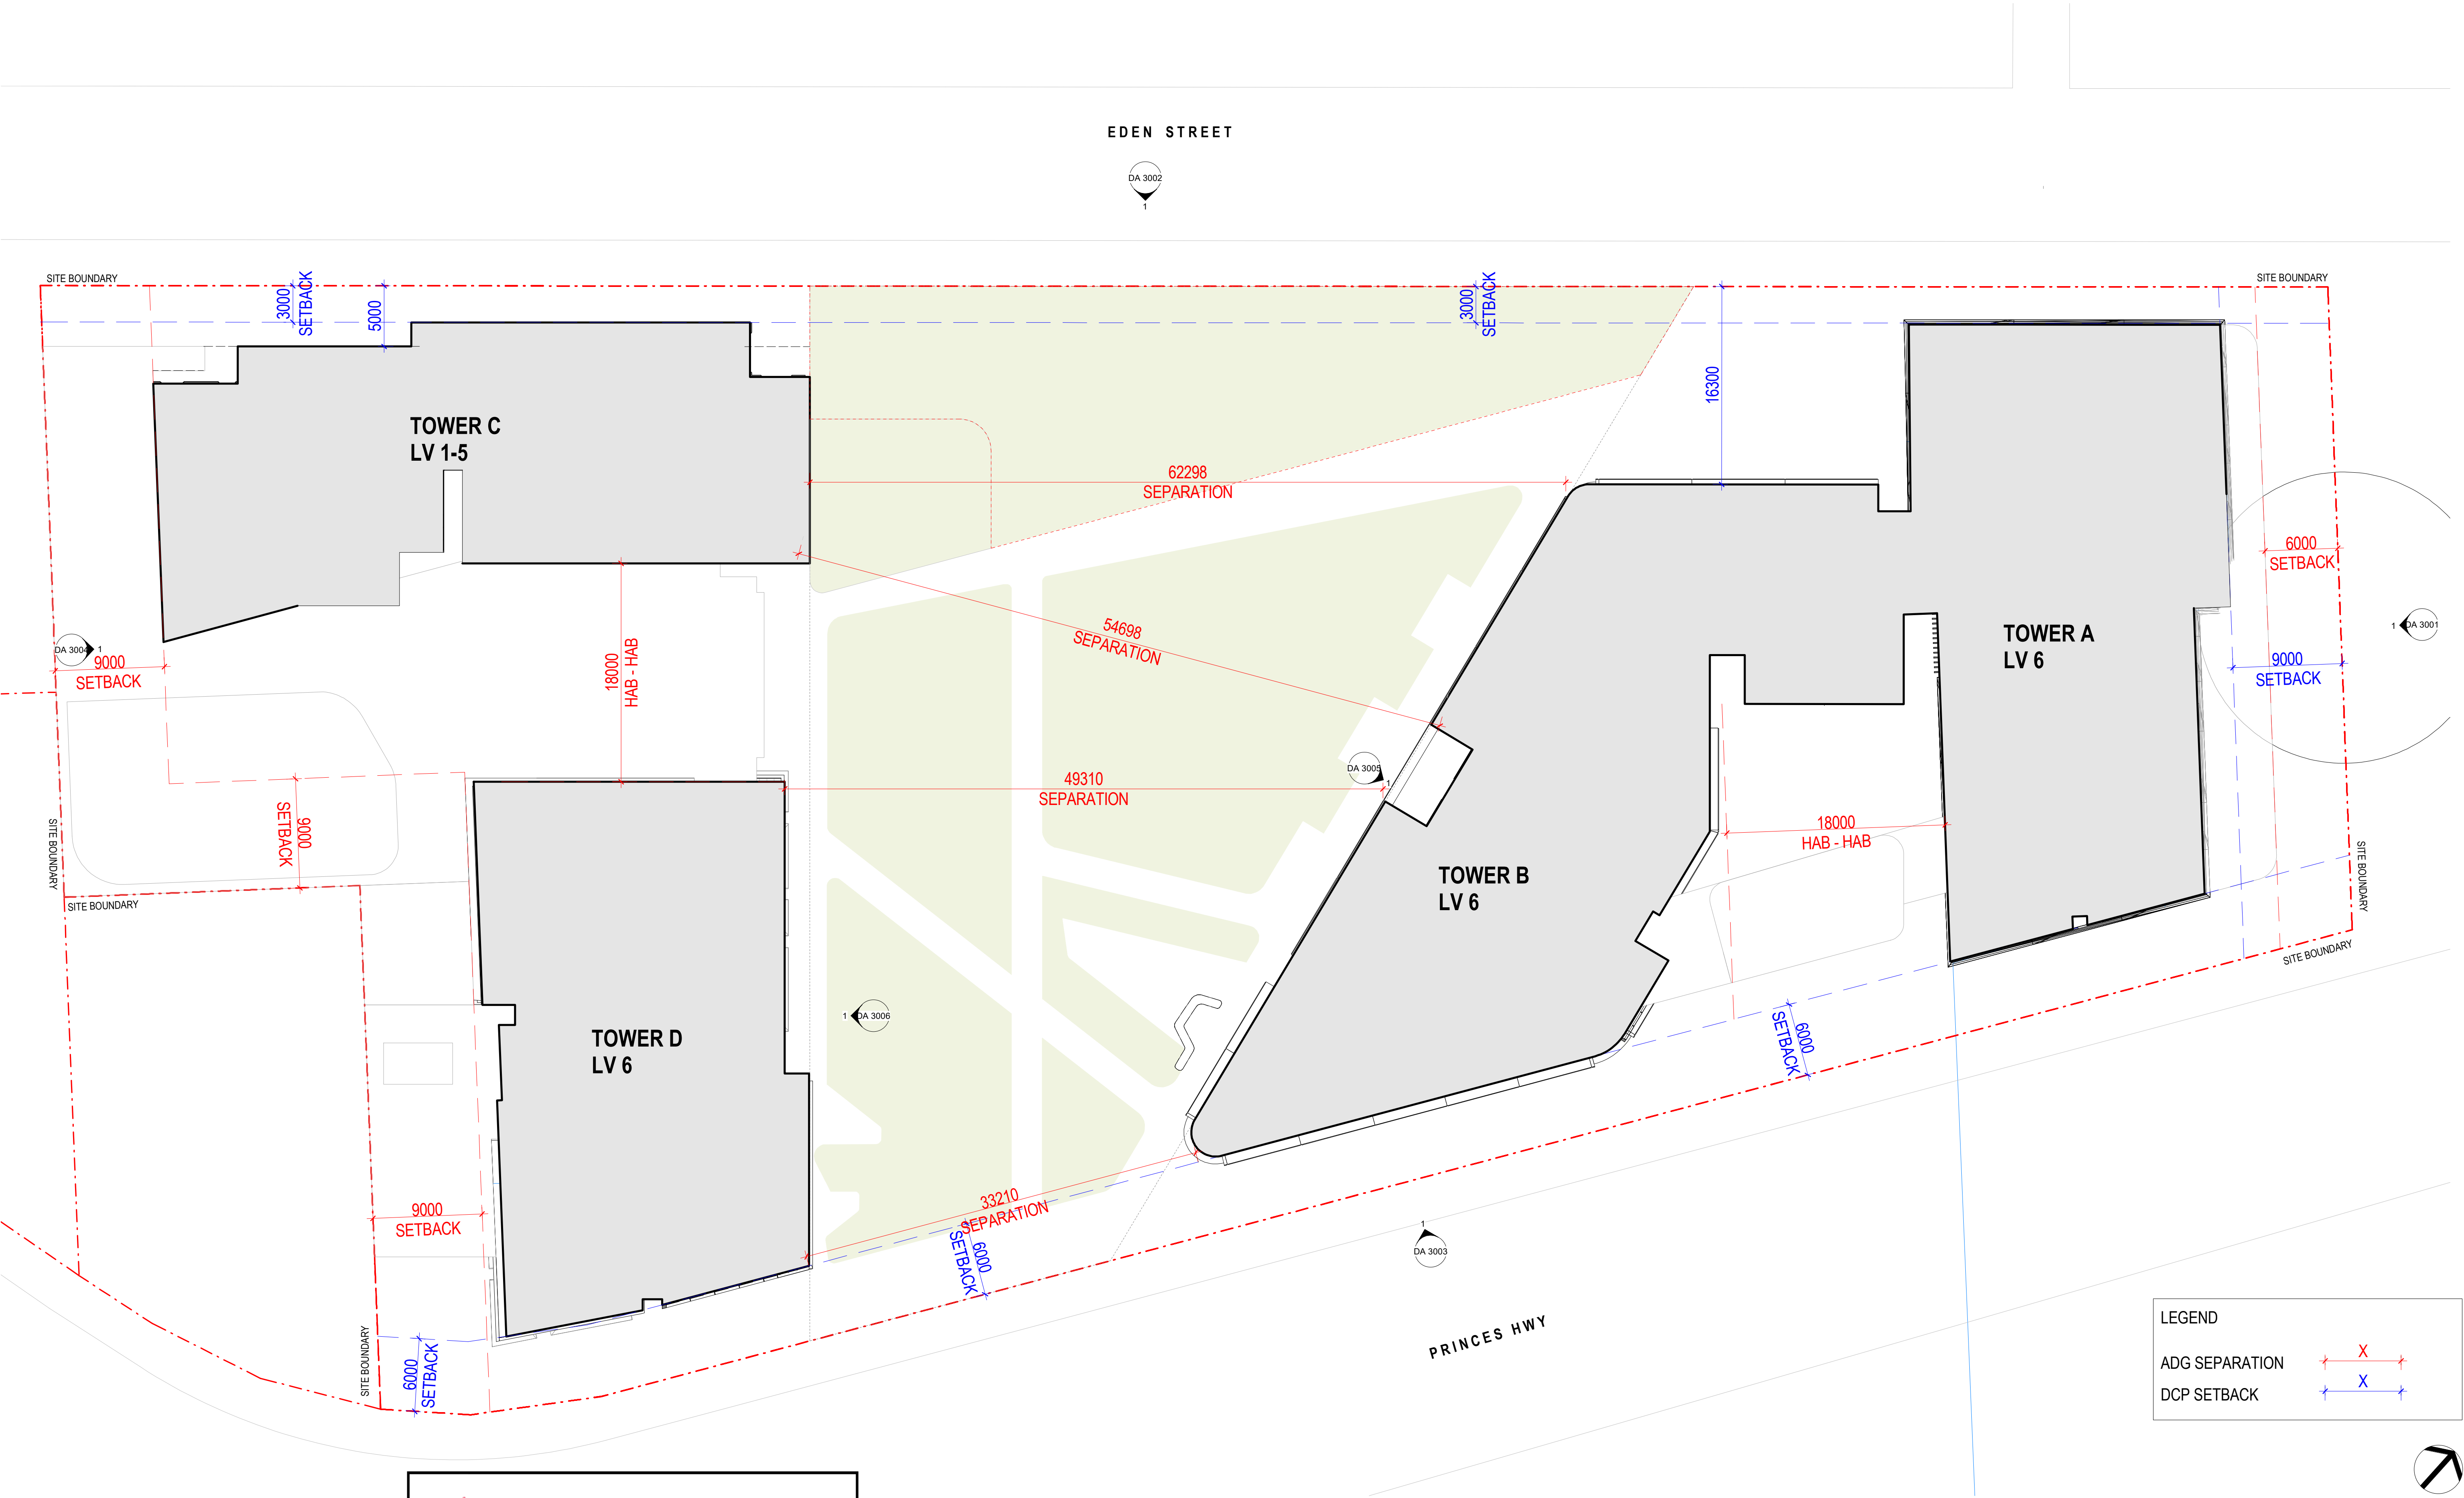 EDEN STREET
DA 3002
1
SITE BOUNDARY
3000
SETBACK
5000
3000
SETBACK
16300
SITE BOUNDARY
TOWER C
LV 1-5
62298
SEPARATION
6000
SETBACK
54698
SEPARATION
18000
HAB - HAB
DA 3004
1
9000
SETBACK
TOWER A
LV 6
1
DA 3001
9000
SETBACK
9000
SETBACK
49310
SEPARATION
DA 3005
1
18000
HAB - HAB
SITE BOUNDARY
SITE BOUNDARY
TOWER B
LV 6
SITE BOUNDARY
SITE BOUNDARY
1
DA 3006
TOWER D
LV 6
6000
SETBACK
9000
SETBACK
33210
SEPARATION
6000
SETBACK
1
DA 3003
PRINCES HWY
SITE BOUNDARY
6000
SETBACK
LEGEND
ADG SEPARATION
X
DCP SETBACK
X